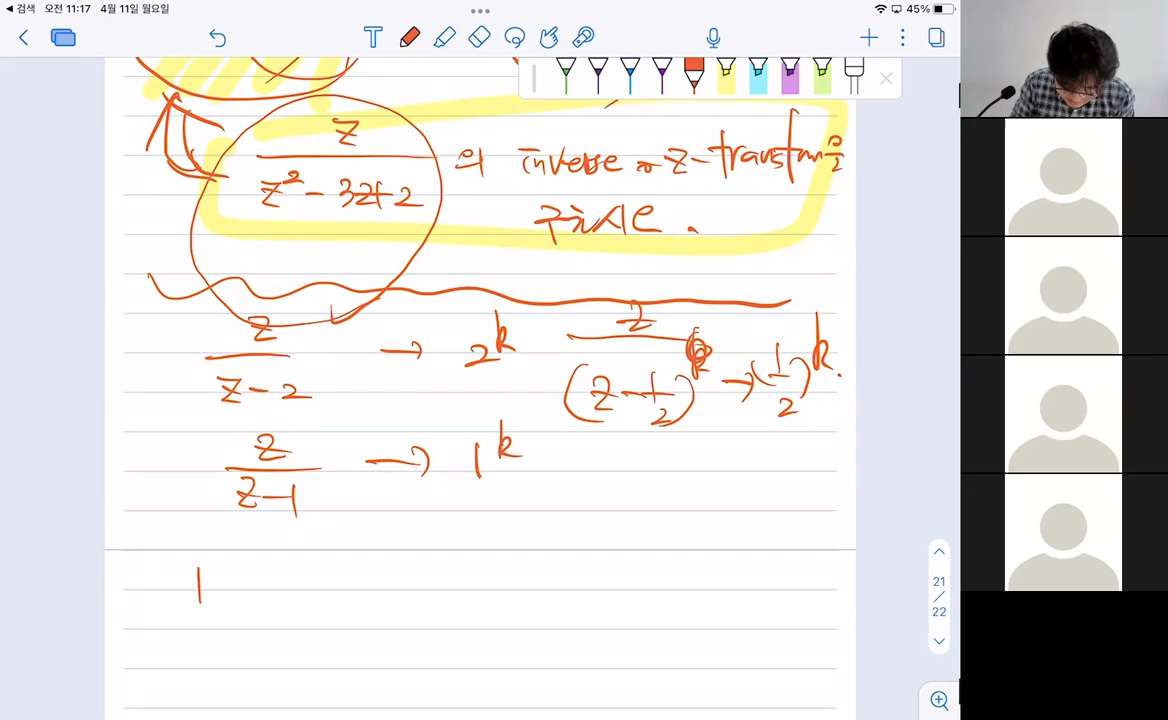 검색 오전 11:17 4월 11일 월요일 45%
z / (z² - 3z + 2) 의 inverse z-transform을
구하시오.
z / (z - 2) → 2^k
z / (z - 1/2) → (1/2)^k.
z / (z - 1) → 1^k
21
/
22